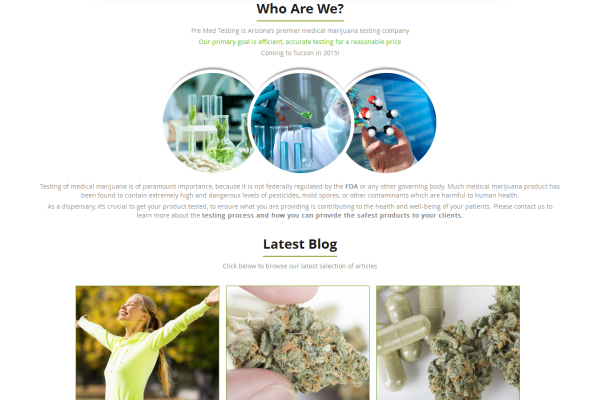 Who Are We?
Pre Med Testing is Arizona's premier medical marijuana testing company
Our primary goal is efficient, accurate testing for a reasonable price
Coming to Tucson in 2015!
Testing of medical marijuana is of paramount importance, because it is not federally regulated by the FDA or any other governing body. Much medical marijuana product has
been found to contain extremely high and dangerous levels of pesticides, mold spores, or other contaminants which are harmful to human health.
As a dispensary, it's crucial to get your product tested, to ensure what you are providing is contributing to the health and well-being of your patients. Please contact us to
learn more about the testing process and how you can provide the safest products to your clients.
Latest Blog
Click below to browse our latest selection of articles